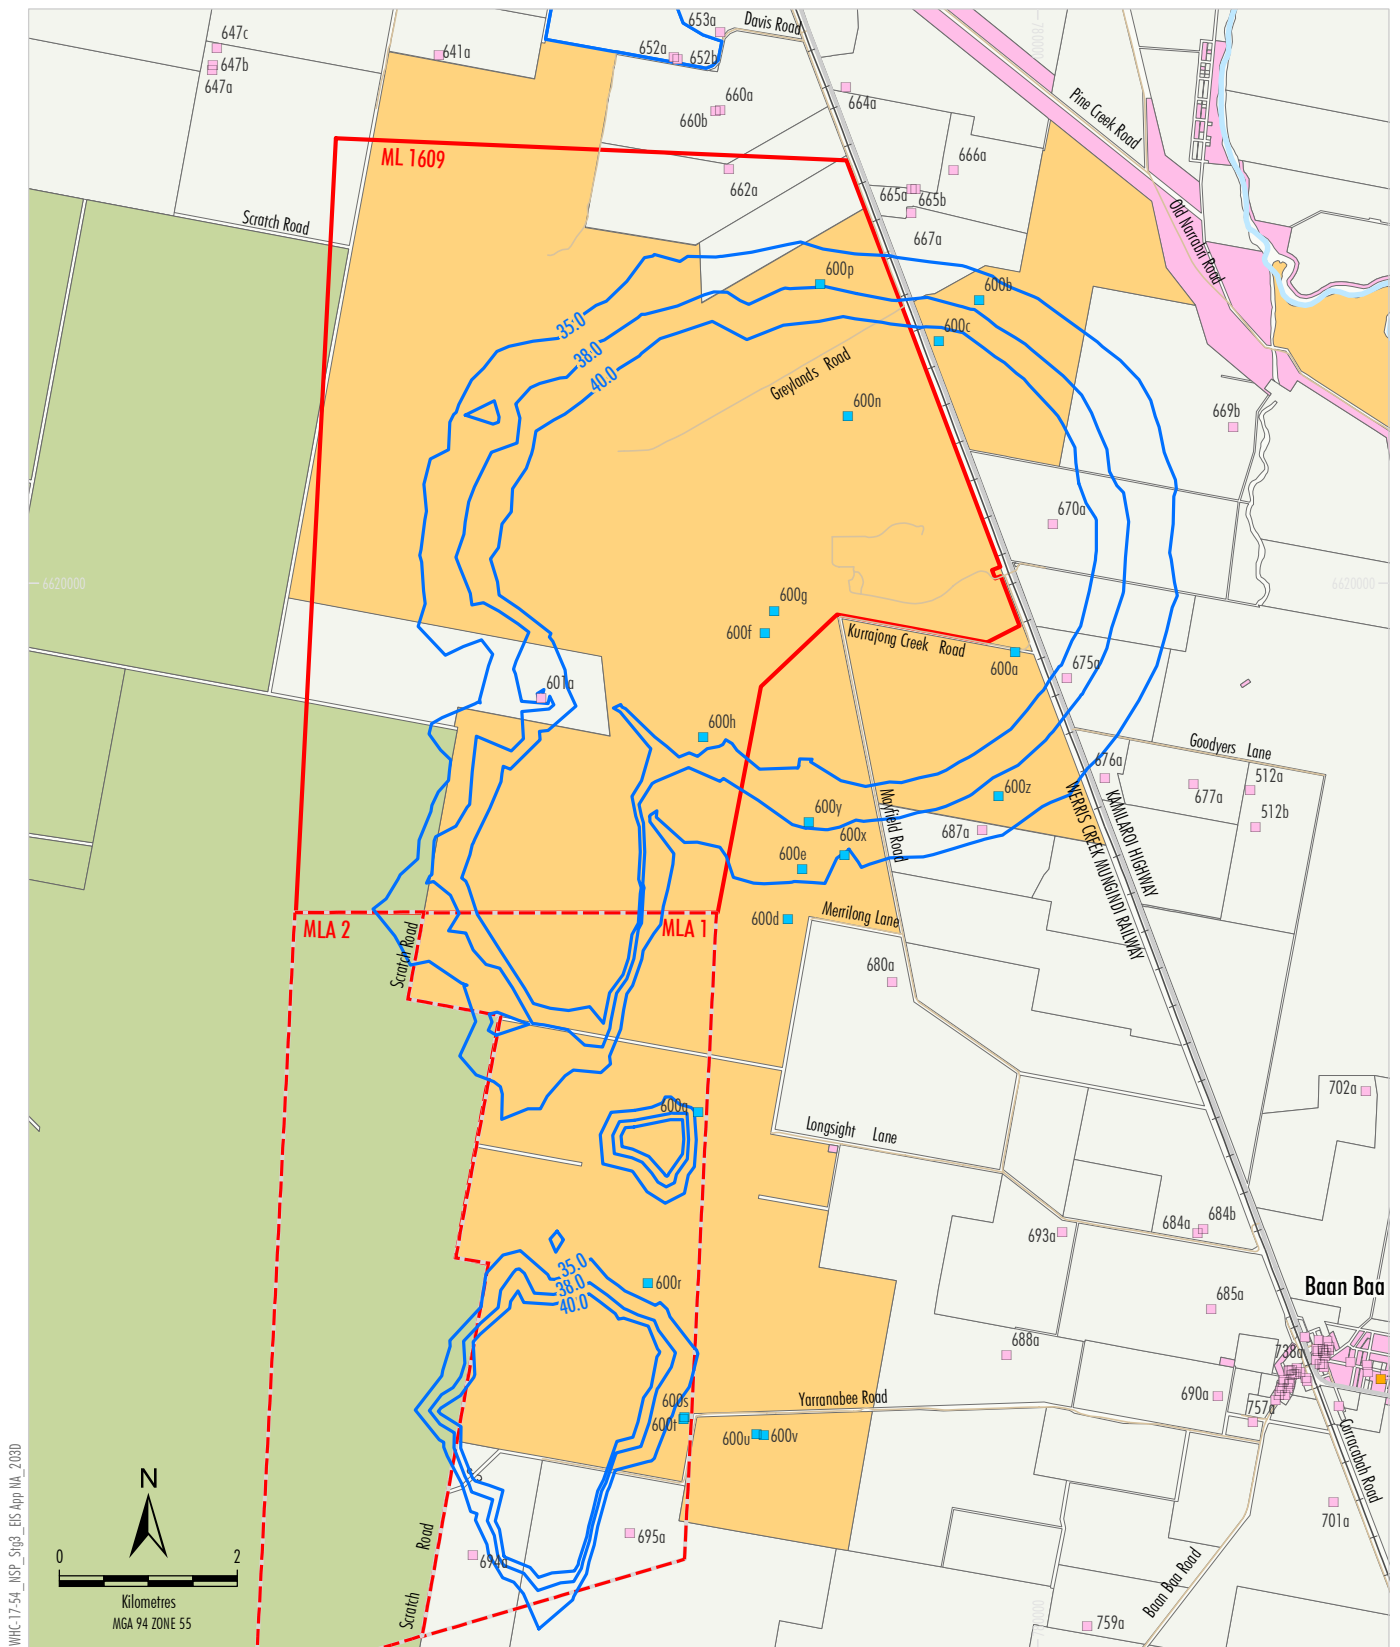 653a
Davis Road
647c
647b
647a
641a
652a
652b
780000
660a
660b
664a
Pine Creek Road
ML 1609
662a
666a
665a
665b
667a
Old Narrabri Road
Scratch Road
600p
600b
35.0
38.0
40.0
600c
Greylands Road
600n
669b
670a
6620000
6620000
600g
600f
Kurrajong Creek Road
600a
675a
601a
600h
Goodyers Lane
676a
677a
512a
512b
600z
600y
Mayfield Road
687a
600x
600e
WERRIS CREEK MUNGINDI RAILWAY
KAMILAROI HIGHWAY
600d
Merrilong Lane
MLA 2
MLA 1
Scratch Road
680a
702a
600q
Longsight Lane
684a
684b
693a
35.0
38.0
40.0
600r
685a
Baan Baa
688a
738a
600s
600t
Yarranabee Road
690a
757a
600u
600v
Curracabah Road
WHC-17-54_NSP_Stg3_EIS App NA_203D
N
0
2
Kilometres
MGA 94 ZONE 55
694a
695a
701a
Scratch Road
Baan Baa Road
759a